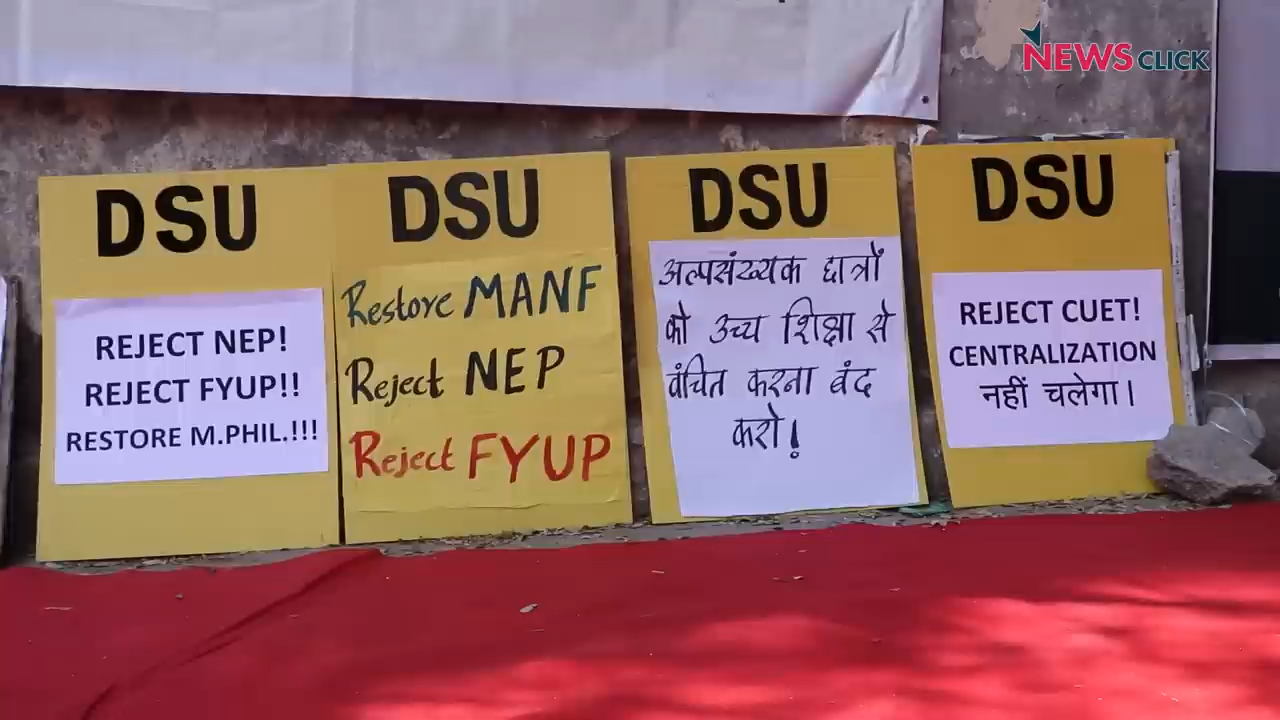 NEWSCLICK
DSU
REJECT NEP!
REJECT FYUP!!
RESTORE M.PHIL.!!!
DSU
Restore MANF
Reject NEP
Reject FYUP
DSU
अल्पसंख्यक छात्रों
को उच्च शिक्षा से
वंचित करना बंद
करो!
DSU
REJECT CUET!
CENTRALIZATION
नहीं चलेगा।